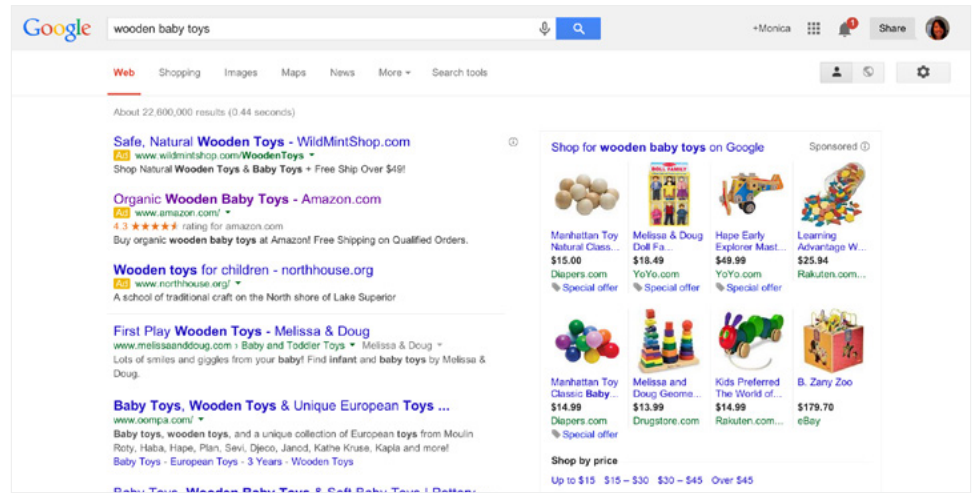 Google
wooden baby toys
+Monica
1
Share
Web Shopping Images Maps News More Search tools
About 22,600,000 results (0.44 seconds)
Safe, Natural Wooden Toys - WildMintShop.com
Ad www.wildmintshop.com/WoodenToys
Shop Natural Wooden Toys & Baby Toys + Free Ship Over $49!
Organic Wooden Baby Toys - Amazon.com
Ad www.amazon.com/
4.3 ★★★★★ rating for amazon.com
Buy organic wooden baby toys at Amazon! Free Shipping on Qualified Orders.
Wooden toys for children - northhouse.org
Ad www.northhouse.org/
A school of traditional craft on the North shore of Lake Superior
First Play Wooden Toys - Melissa & Doug
www.melissaanddoug.com › Baby and Toddler Toys Melissa & Doug
Lots of smiles and giggles from your baby! Find infant and baby toys by Melissa &
Doug.
Baby Toys, Wooden Toys & Unique European Toys ...
www.oompa.com/
Baby toys, wooden toys, and a unique collection of European toys from Moulin
Roty, Haba, Hape, Plan, Sevi, Djeco, Janod, Kathe Kruse, Kapla and more!
Baby Toys - European Toys - 3 Years - Wooden Toys
Baby Toys, Wooden Baby Toys & Soft Baby Toys | Pottery
Shop for wooden baby toys on Google
Sponsored
Manhattan Toy
Natural Class...
$15.00
Diapers.com
Special offer
Melissa & Doug
Doll Fa...
$18.49
YoYo.com
Special offer
Hape Early
Explorer Mast...
$49.99
YoYo.com
Special offer
Learning
Advantage W...
$25.94
Rakuten.com...
Manhattan Toy
Classic Baby...
$14.99
Diapers.com
Special offer
Melissa and
Doug Geome...
$13.99
Drugstore.com
Kids Preferred
The World of...
$14.99
Rakuten.com...
B. Zany Zoo
$179.70
eBay
Shop by price
Up to $15 $15 – $30 $30 – $45 Over $45